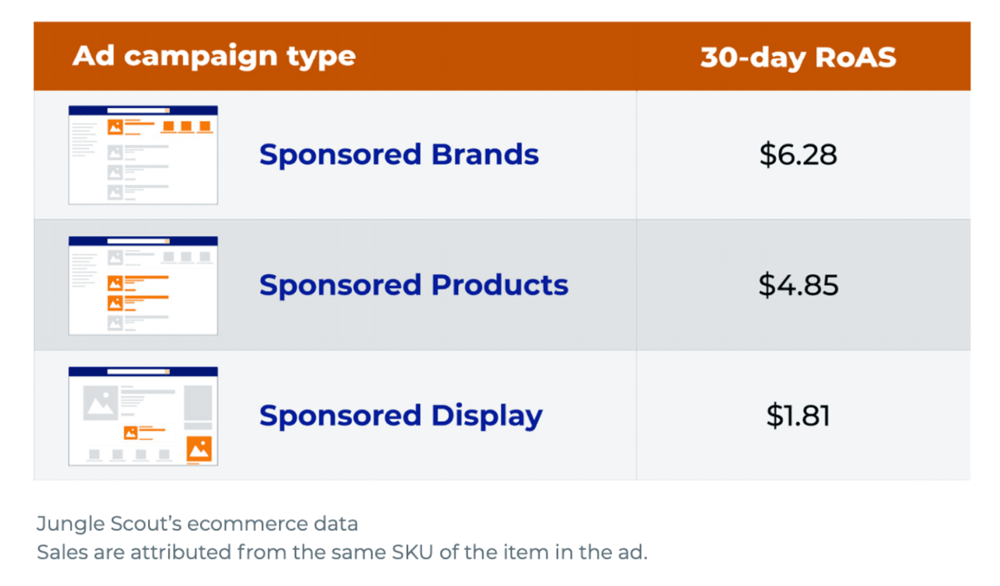 Ad campaign type 30-day RoAS
Sponsored Brands $6.28
Sponsored Products $4.85
Sponsored Display $1.81
Jungle Scout’s ecommerce data
Sales are attributed from the same SKU of the item in the ad.